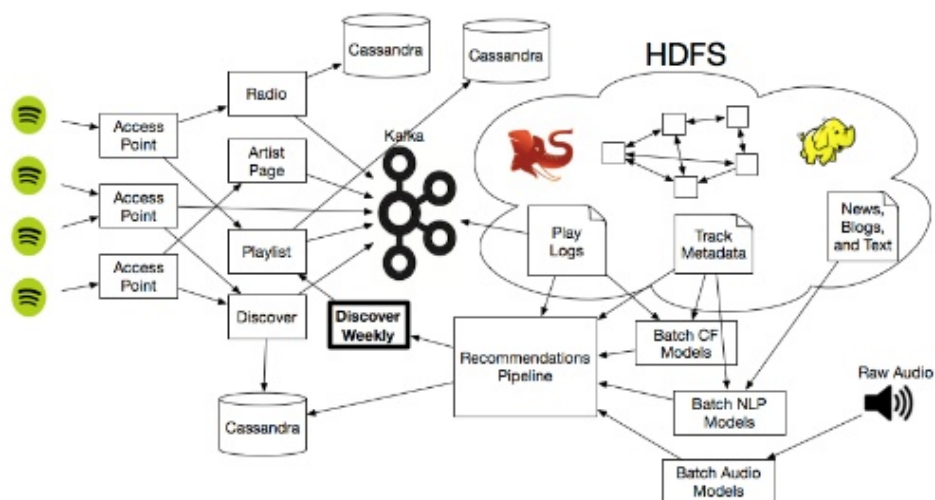 Cassandra
Cassandra
HDFS
Radio
Access
Point
Kafka
Artist
Page
Access
Point
Play
Logs
Track
Metadata
News,
Blogs,
and Text
Playlist
Access
Point
Discover
Discover
Weekly
Recommendations
Pipeline
Batch CF
Models
Raw Audio
Batch NLP
Models
Cassandra
Batch Audio
Models